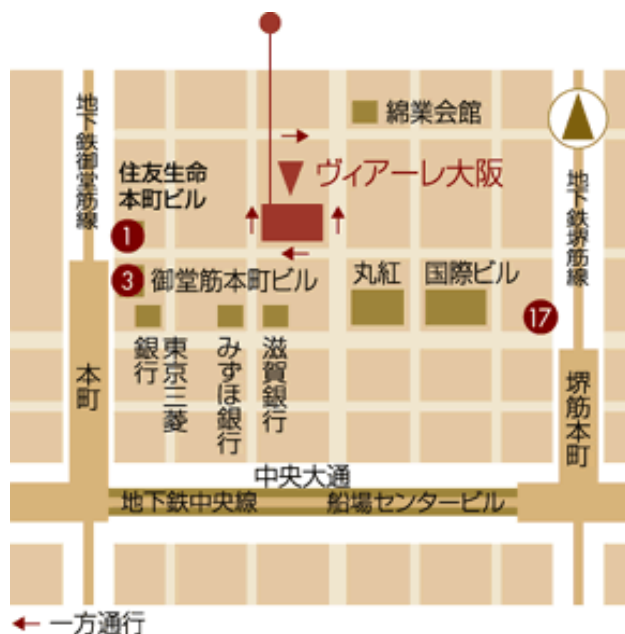 綿業会館
地下鉄御堂筋線
住友生命
本町ビル
ヴィアーレ大阪
地下鉄堺筋線
1
3
御堂筋本町ビル
丸紅
国際ビル
17
本町
東京三菱
銀行
みずほ銀行
滋賀銀行
堺筋本町
中央大通
地下鉄中央線
船場センタービル
← 一方通行